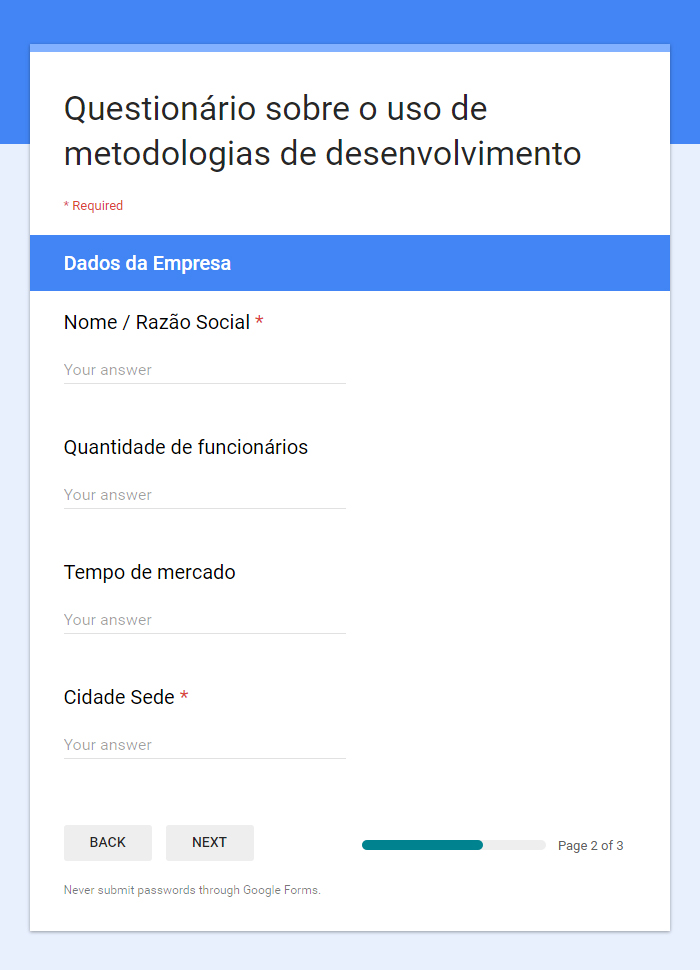 Questionário sobre o uso de
metodologias de desenvolvimento
* Required
Dados da Empresa
Nome / Razão Social *
Your answer
Quantidade de funcionários
Your answer
Tempo de mercado
Your answer
Cidade Sede *
Your answer
BACK NEXT Page 2 of 3
Never submit passwords through Google Forms.